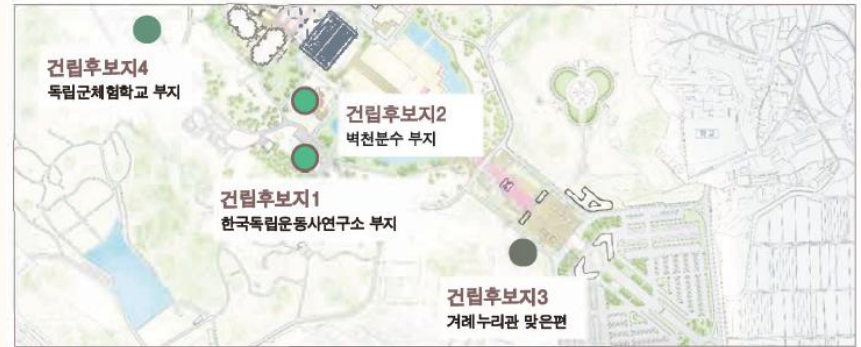 건립후보지4
독립군체험학교 부지
건립후보지2
벽천분수 부지
건립후보지1
한국독립운동사연구소 부지
건립후보지3
겨레누리관 맞은편